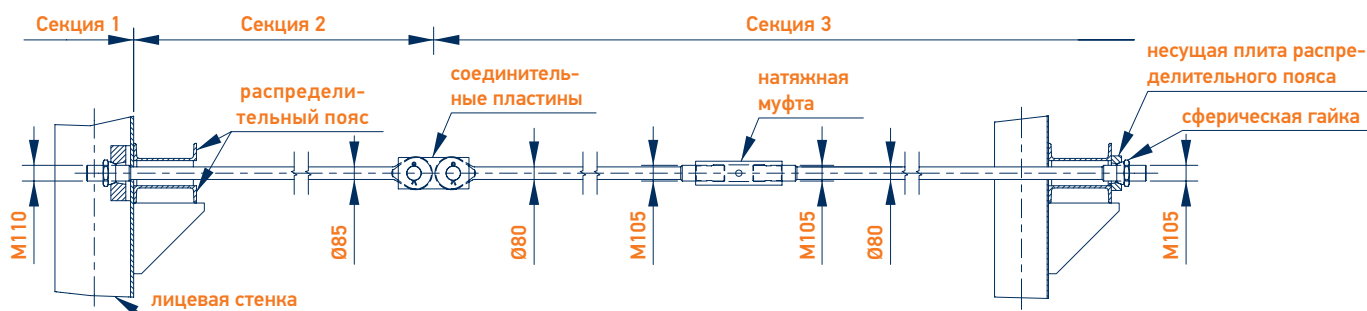 Секция 1
Секция 2
Секция 3
соединитель-
ные пластины
распредели-
тельный пояс
натяжная
муфта
несущая плита распре-
делительного пояса
сферическая гайка
M110
Ø85
Ø80
M105
M105
Ø80
M105
лицевая стенка